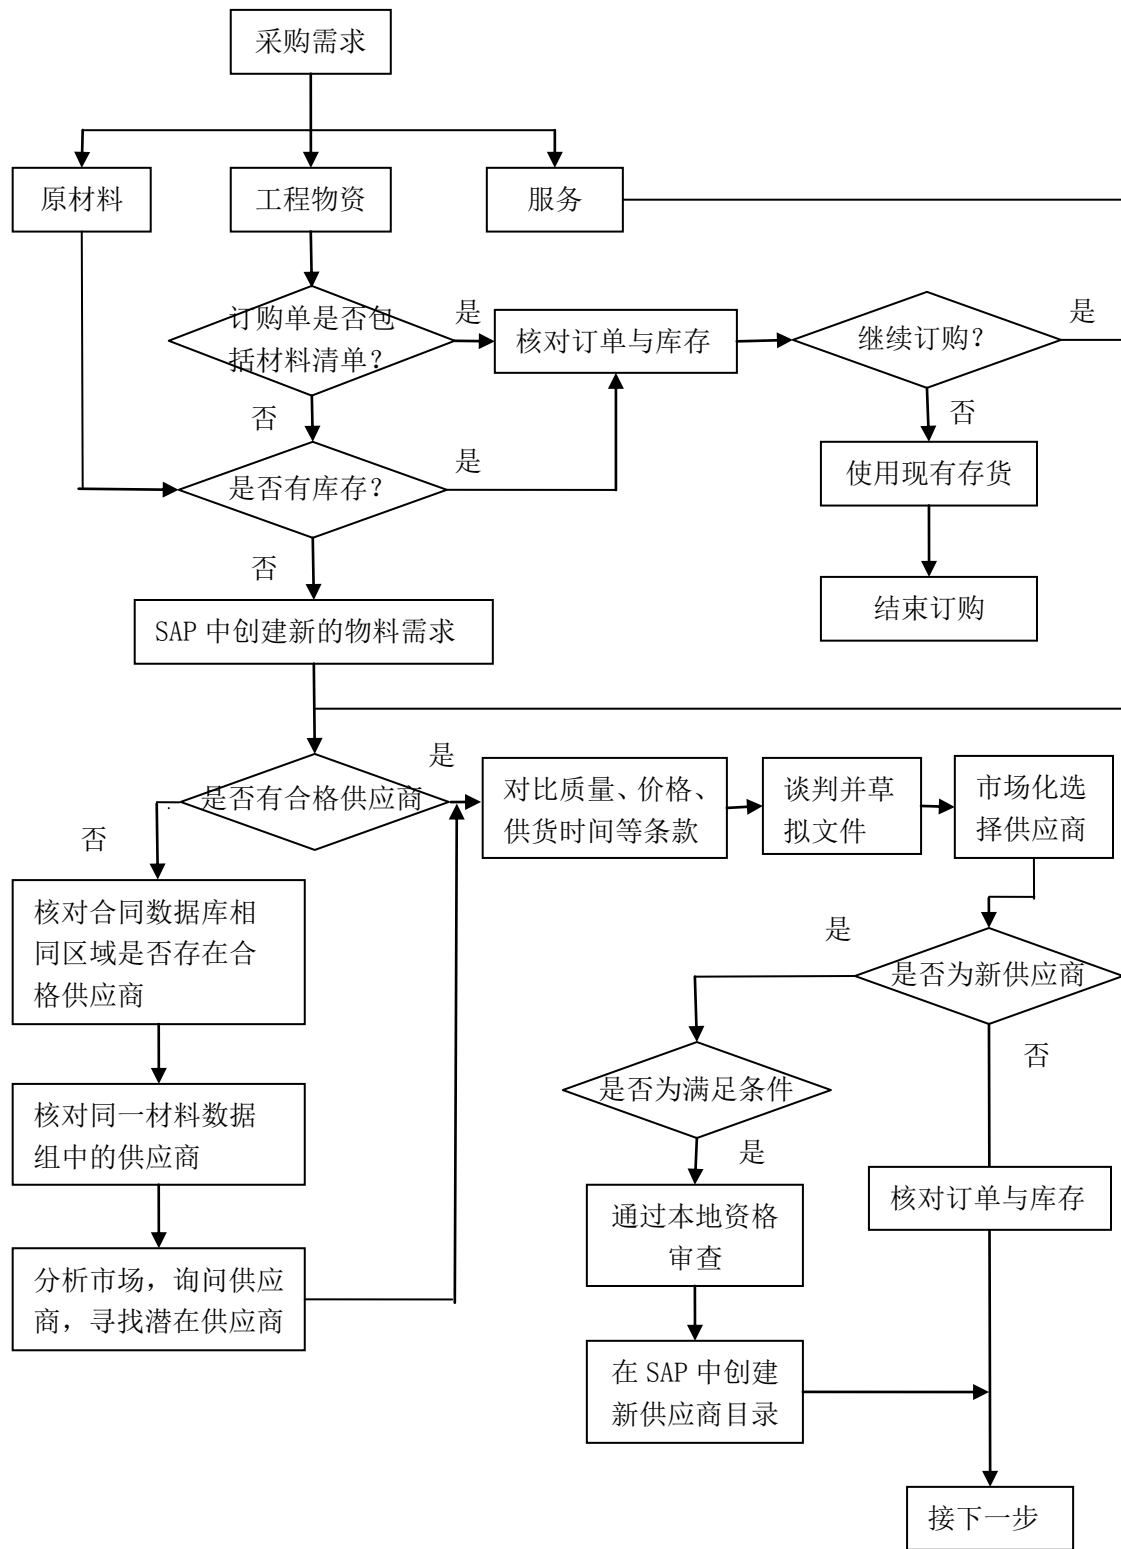 采购需求
原材料
工程物资
服务
订购单是否包
括材料清单？
是
核对订单与库存
继续订购？
是
否
否
是否有库存？
是
使用现有存货
否
结束订购
SAP 中创建新的物料需求
是否有合格供应商
是
对比质量、价格、
供货时间等条款
谈判并草
拟文件
市场化选
择供应商
否
核对合同数据库相
同区域是否存在合
格供应商
是
是否为新供应商
否
是否为满足条件
核对同一材料数据
组中的供应商
是
通过本地资格
审查
核对订单与库存
分析市场，询问供应
商，寻找潜在供应商
在 SAP 中创建
新供应商目录
接下一步